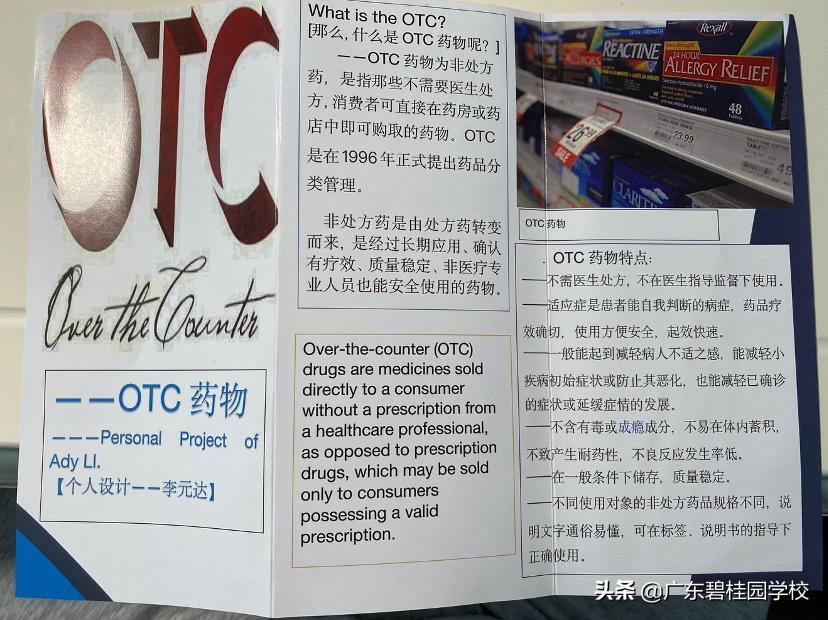 OTC
Over the Counter
——OTC 药物
———Personal Project of
Ady LI.
【个人设计——李元达】
What is the OTC?
[那么, 什么是 OTC 药物呢？]
——OTC 药物为非处方
药，是指那些不需要医生处
方, 消费者可直接在药房或药
店中即可购取的药物。OTC
是在 1996 年正式提出药品分
类管理。
非处方药是由处方药转变
而来，是经过长期应用、确认
有疗效、质量稳定、非医疗专
业人员也能安全使用的药物。
Over-the-counter (OTC)
drugs are medicines sold
directly to a consumer
without a prescription from
a healthcare professional,
as opposed to prescription
drugs, which may be sold
only to consumers
possessing a valid
prescription.
REACTINE
EXTRA STRENGTH
Rexall
24 HOUR
ALLERGY RELIEF
48
23.99
SALE
CLARITIN
OTC 药物
. OTC 药物特点:
——不需医生处方，不在医生指导监督下使用。
——适应症是患者能自我判断的病症，药品疗
效确切，使用方便安全，起效快速。
——一般能起到减轻病人不适之感，能减轻小
疾病初始症状或防止其恶化，也能减轻已确诊
的症状或延缓症情的发展。
——不含有毒或成瘾成分，不易在体内蓄积，
不致产生耐药性，不良反应发生率低。
——在一般条件下储存，质量稳定。
——不同使用对象的非处方药品规格不同，说
明文字通俗易懂，可在标签、说明书的指导下
正确使用。
头条 @广东碧桂园学校